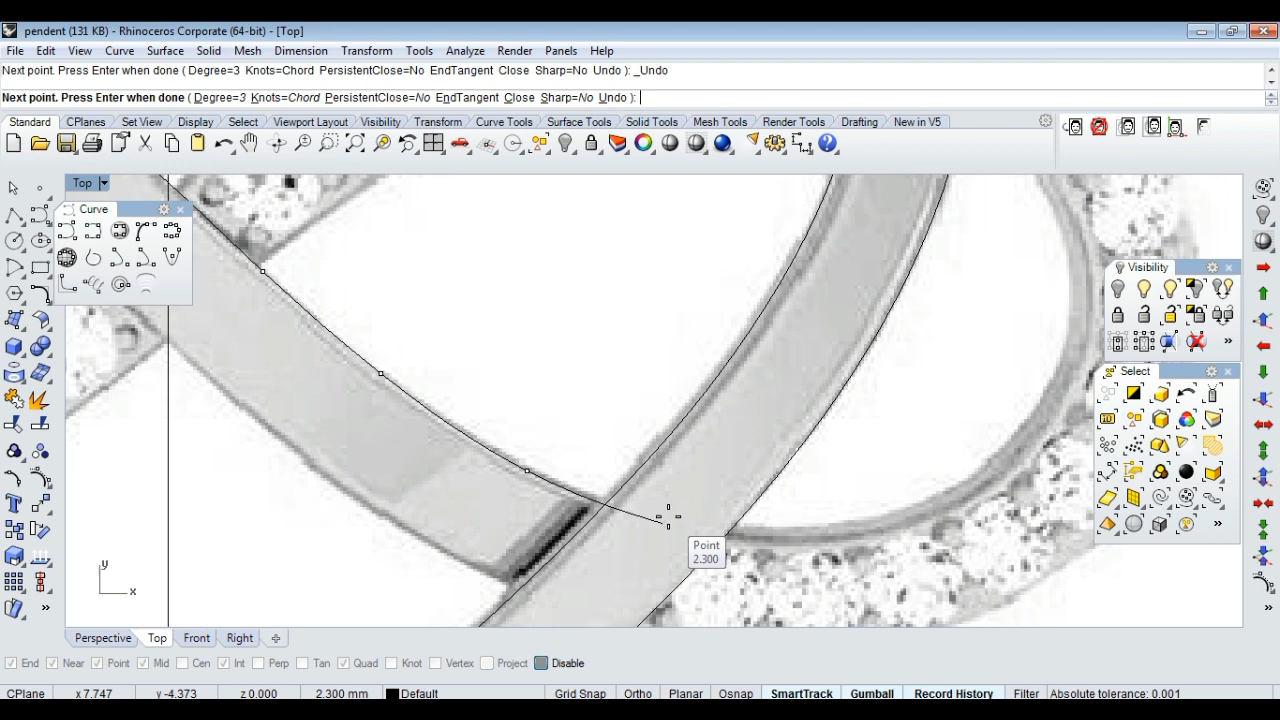 pendent (131 KB) - Rhinoceros Corporate (64-bit) - [Top]
File Edit View Curve Surface Solid Mesh Dimension Transform Tools Analyze Render Panels Help
Next point. Press Enter when done ( Degree=3 Knots=Chord PersistentClose=No EndTangent Close Sharp=No Undo ): _Undo
Next point. Press Enter when done ( Degree=3 Knots=Chord PersistentClose=No EndTangent Close Sharp=No Undo ):
Standard CPlanes Set View Display Select Viewport Layout Visibility Transform Curve Tools Surface Tools Solid Tools Mesh Tools Render Tools Drafting New in V5
Top
Curve
Visibility
Select
Point
2.300
y
x
Perspective Top Front Right
End Near Point Mid Cen Int Perp Tan Quad Knot Vertex Project Disable
CPlane x 7.747 y -4.373 z 0.000 2.300 mm Default Grid Snap Ortho Planar Osnap SmartTrack Gumball Record History Filter Absolute tolerance: 0.001